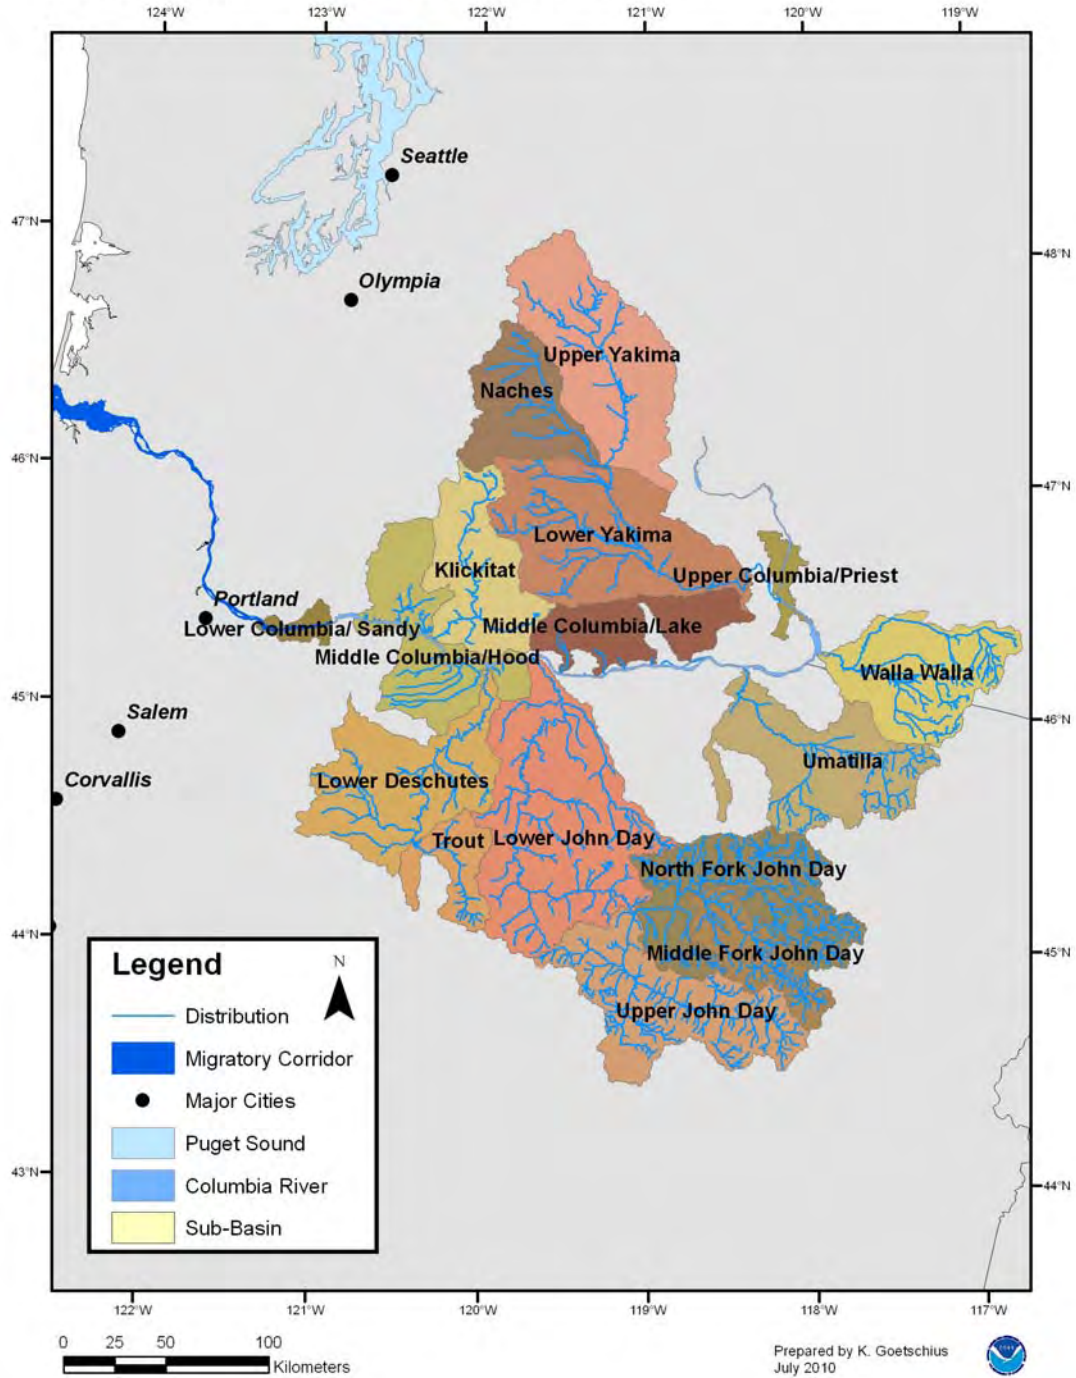 124°W 123°W 122°W 121°W 120°W 119°W
Seattle
47°N
48°N
Olympia
Upper Yakima
Naches
46°N
47°N
Lower Yakima
Klickitat
Upper Columbia/Priest
Portland
Lower Columbia/ Sandy
Middle Columbia/Lake
Middle Columbia/Hood
Walla Walla
45°N
46°N
Salem
Umatilla
Corvallis
Lower Deschutes
Trout
Lower John Day
North Fork John Day
44°N
45°N
Middle Fork John Day
Upper John Day
Legend
N
Distribution
Migratory Corridor
Major Cities
Puget Sound
Columbia River
Sub-Basin
43°N
44°N
122°W 121°W 120°W 119°W 118°W 117°W
0 25 50 100
Kilometers
Prepared by K. Goetschius
July 2010